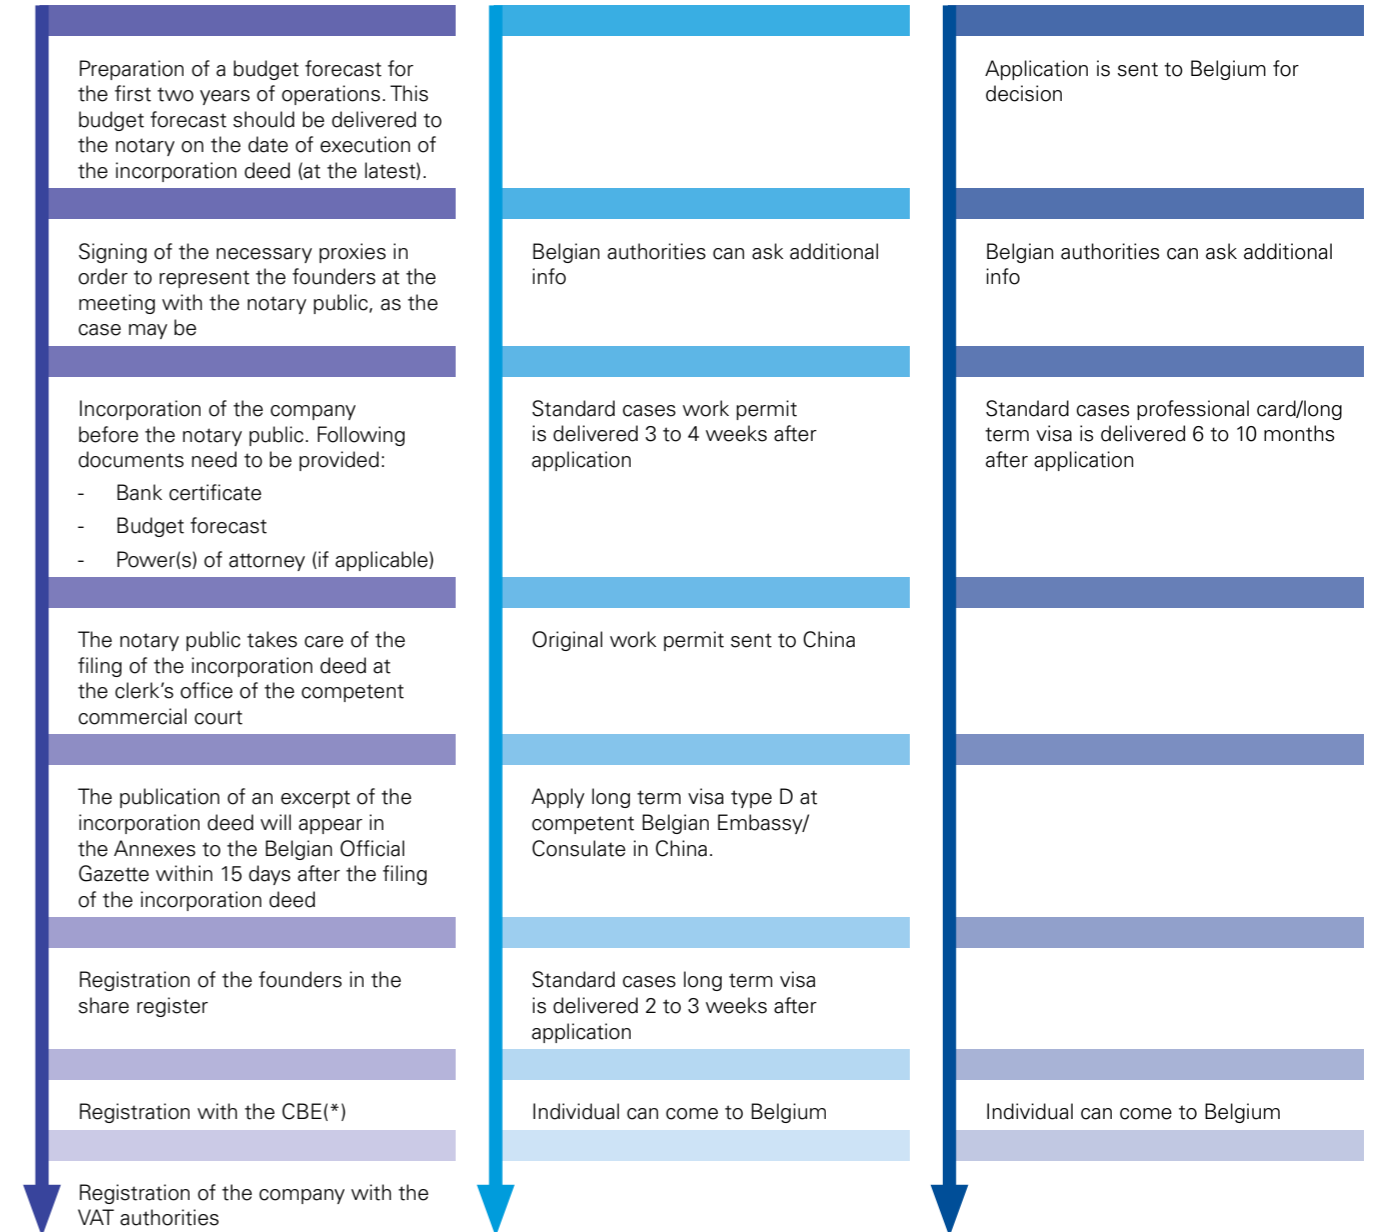 Preparation of a budget forecast for
the first two years of operations. This
budget forecast should be delivered to
the notary on the date of execution of
the incorporation deed (at the latest).
Signing of the necessary proxies in
order to represent the founders at the
meeting with the notary public, as the
case may be
Incorporation of the company
before the notary public. Following
documents need to be provided:
- Bank certificate
- Budget forecast
- Power(s) of attorney (if applicable)
The notary public takes care of the
filing of the incorporation deed at
the clerk's office of the competent
commercial court
The publication of an excerpt of the
incorporation deed will appear in
the Annexes to the Belgian Official
Gazette within 15 days after the filing
of the incorporation deed
Registration of the founders in the
share register
Registration with the CBE(*)
Registration of the company with the
VAT authorities
Belgian authorities can ask additional
info
Standard cases work permit
is delivered 3 to 4 weeks after
application
Original work permit sent to China
Apply long term visa type D at
competent Belgian Embassy/
Consulate in China.
Standard cases long term visa
is delivered 2 to 3 weeks after
application
Individual can come to Belgium
Application is sent to Belgium for
decision
Belgian authorities can ask additional
info
Standard cases professional card/long
term visa is delivered 6 to 10 months
after application
Individual can come to Belgium